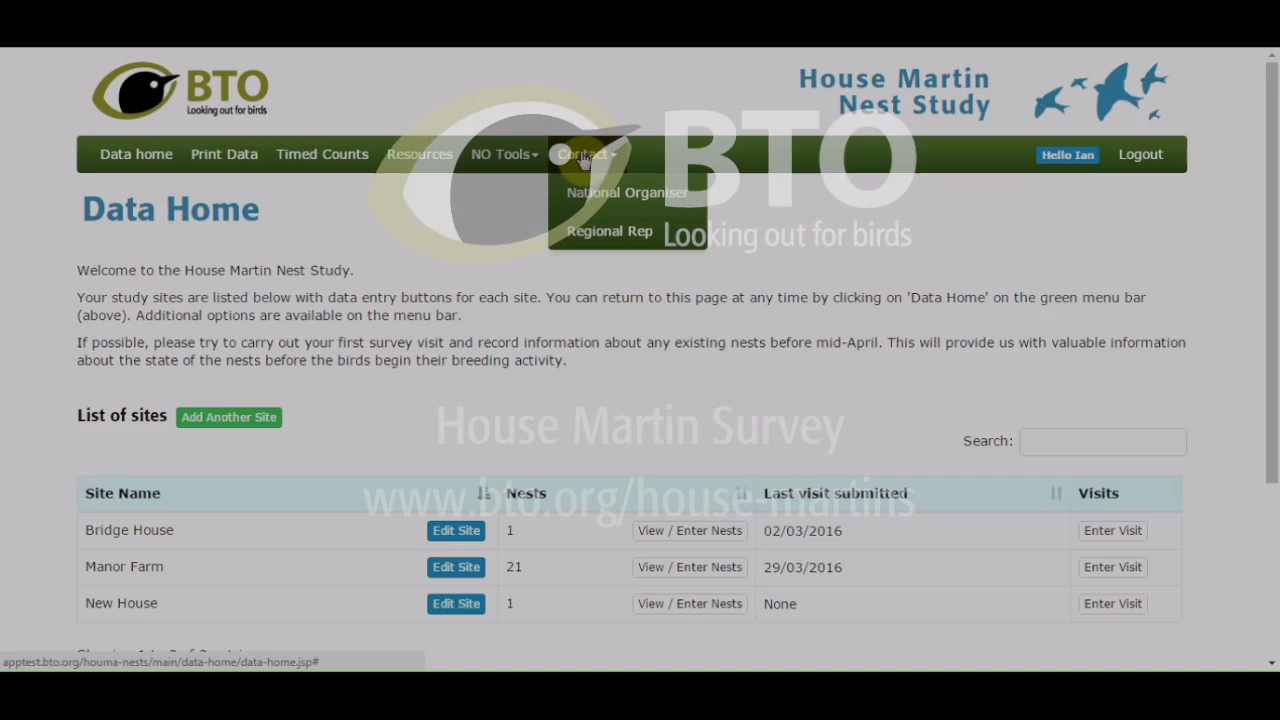 BTO
Looking out for birds
House Martin
Nest Study
BTO
Looking out for birds
Data home Print Data Timed Counts Resources NO Tools Contact Hello Ian Logout
National Organiser
Regional Rep
Data Home
Welcome to the House Martin Nest Study.
Your study sites are listed below with data entry buttons for each site. You can return to this page at any time by clicking on 'Data Home' on the green menu bar
(above). Additional options are available on the menu bar.
If possible, please try to carry out your first survey visit and record information about any existing nests before mid-April. This will provide us with valuable information
about the state of the nests before the birds begin their breeding activity.
List of sites Add Another Site
House Martin Survey
Search:
Site Name Nests Last visit submitted Visits
www.bto.org/house-martins
Bridge House Edit Site 1 View / Enter Nests 02/03/2016 Enter Visit
Manor Farm Edit Site 21 View / Enter Nests 29/03/2016 Enter Visit
New House Edit Site 1 View / Enter Nests None Enter Visit
apptest.bto.org/houma-nests/main/data-home/data-home.jsp#